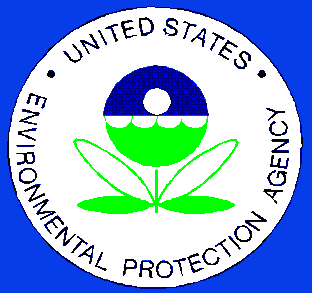 UNITED STATES
ENVIRONMENTAL PROTECTION AGENCY